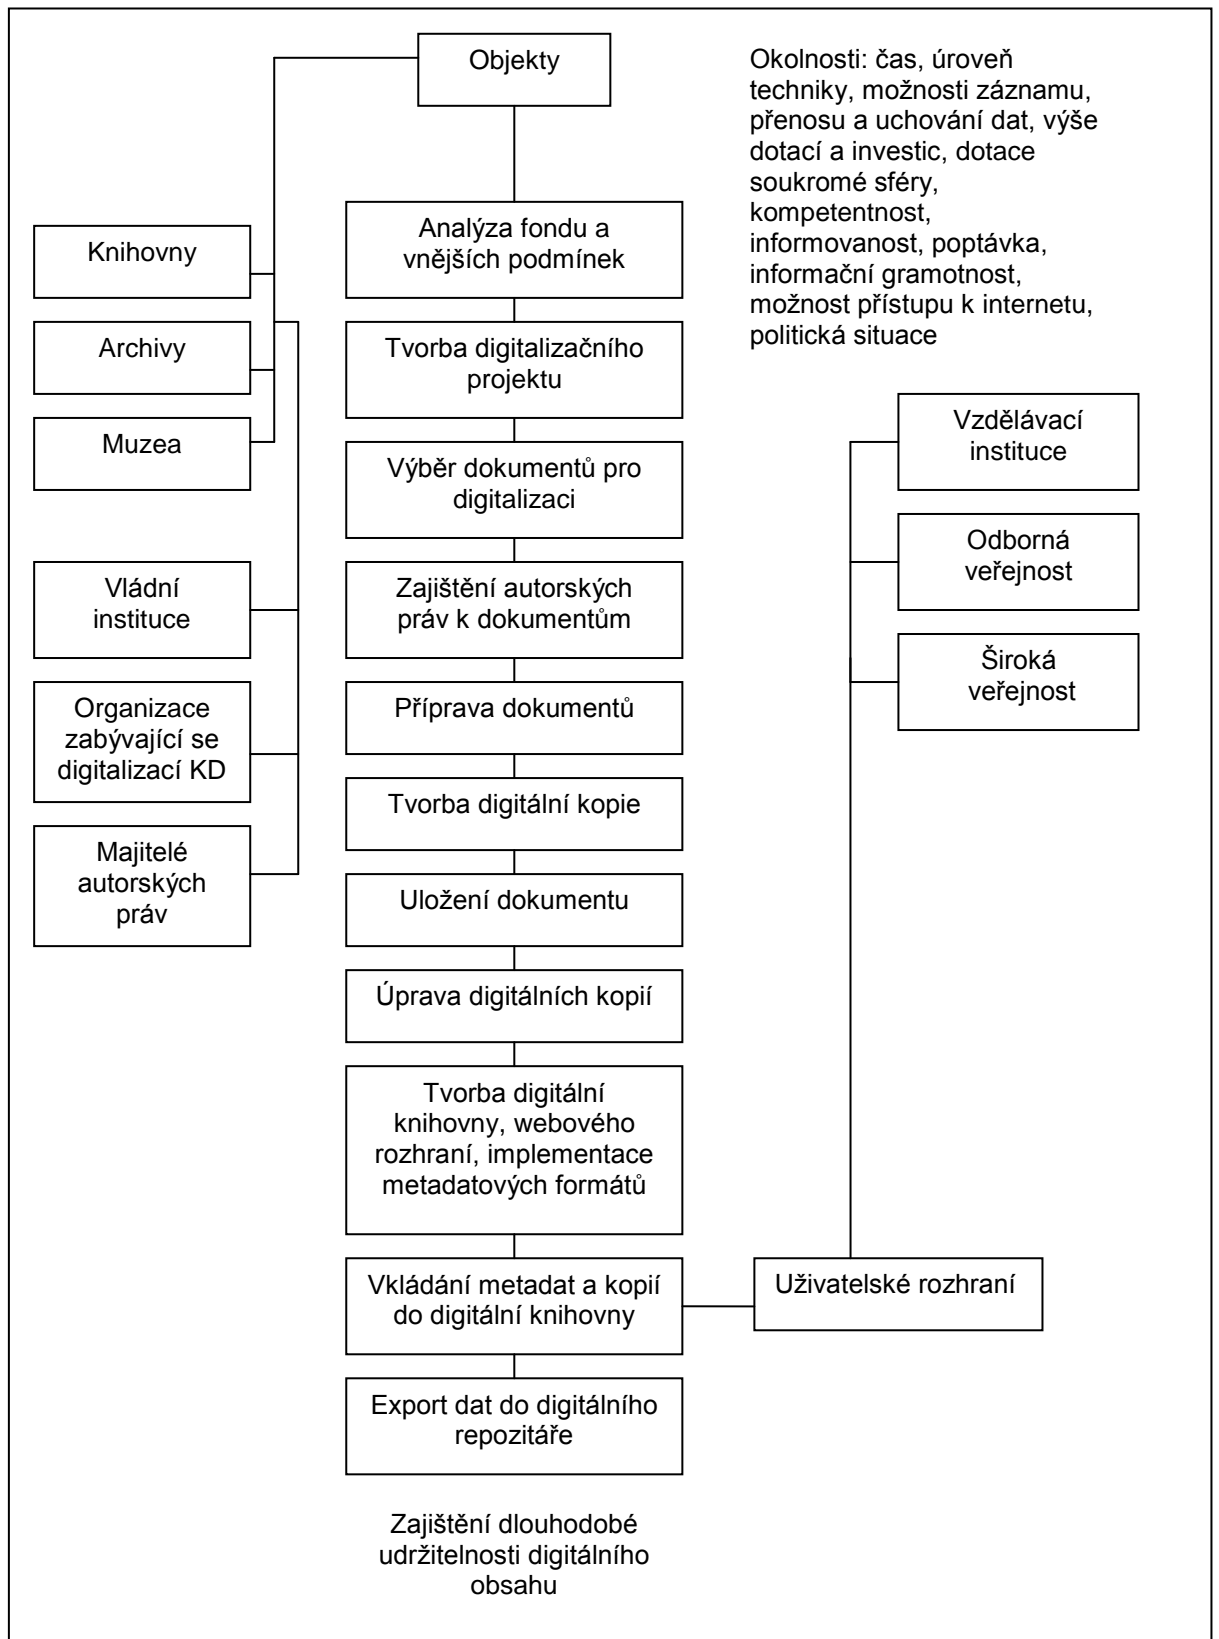 Objekty
Okolnosti: čas, úroveň
techniky, možnosti záznamu,
přenosu a uchování dat, výše
dotací a investic, dotace
soukromé sféry,
kompetentnost,
informovanost, poptávka,
informační gramotnost,
možnost přístupu k internetu,
politická situace
Knihovny
Archivy
Muzea
Vládní
instituce
Organizace
zabývající se
digitalizací KD
Majitelé
autorských
práv
Analýza fondu a
vnějších podmínek
Tvorba digitalizačního
projektu
Výběr dokumentů pro
digitalizaci
Zajištění autorských
práv k dokumentům
Příprava dokumentů
Tvorba digitální kopie
Uložení dokumentu
Úprava digitálních kopií
Tvorba digitální
knihovny, webového
rozhraní, implementace
metadatových formátů
Vkládání metadat a kopií
do digitální knihovny
Export dat do digitálního
repozitáře
Zajištění dlouhodobé
udržitelnosti digitálního
obsahu
Vzdělávací
instituce
Odborná
veřejnost
Široká
veřejnost
Uživatelské rozhraní